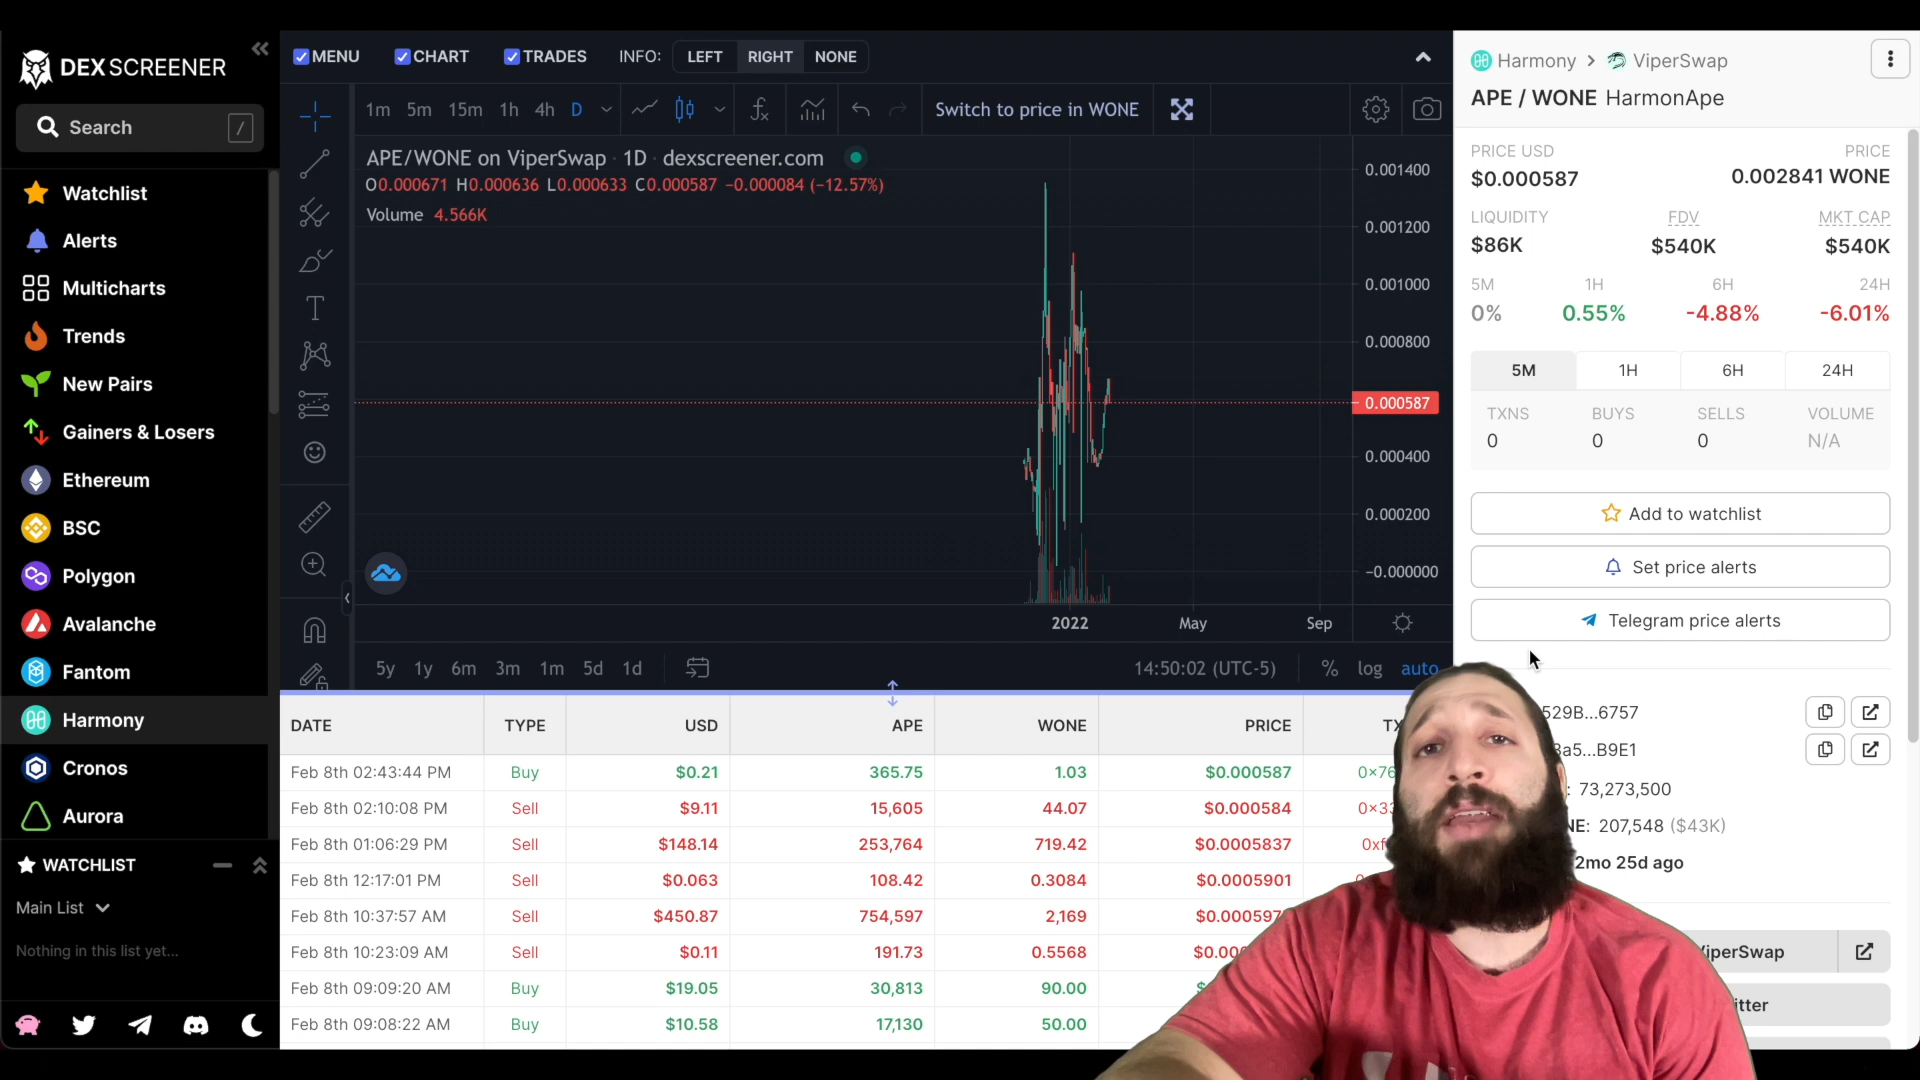 DEX SCREENER
Search /
Watchlist
Alerts
Multicharts
Trends
New Pairs
Gainers & Losers
Ethereum
BSC
Polygon
Avalanche
Fantom
Harmony
Cronos
Aurora
WATCHLIST
Main List
Nothing in this list yet...
MENU CHART TRADES INFO: LEFT RIGHT NONE
1m 5m 15m 1h 4h D Switch to price in WONE
APE/WONE on ViperSwap · 1D · dexscreener.com
O0.000671 H0.000636 L0.000633 C0.000587 −0.000084 (−12.57%)
Volume 4.566K
0.001400
0.001200
0.001000
0.000800
0.000587
0.000400
0.000200
−0.000000
2022 May Sep
5y 1y 6m 3m 1m 5d 1d 14:50:02 (UTC-5) % log auto
DATE TYPE USD APE WONE PRICE
Feb 8th 02:43:44 PM Buy $0.21 365.75 1.03 $0.000587
Feb 8th 02:10:08 PM Sell $9.11 15,605 44.07 $0.000584
Feb 8th 01:06:29 PM Sell $148.14 253,764 719.42 $0.0005837
Feb 8th 12:17:01 PM Sell $0.063 108.42 0.3084 $0.0005901
Feb 8th 10:37:57 AM Sell $450.87 754,597 2,169
Feb 8th 10:23:09 AM Sell $0.11 191.73 0.5568
Feb 8th 09:09:20 AM Buy $19.05 30,813 90.00
Feb 8th 09:08:22 AM Buy $10.58 17,130 50.00
Harmony > ViperSwap
APE / WONE HarmonApe
PRICE USD PRICE
$0.000587 0.002841 WONE
LIQUIDITY FDV MKT CAP
$86K $540K $540K
5M 1H 6H 24H
0% 0.55% -4.88% -6.01%
5M 1H 6H 24H
TXNS BUYS SELLS VOLUME
0 0 0 N/A
Add to watchlist
Set price alerts
Telegram price alerts
529B...6757
a5...B9E1
73,273,500
NE: 207,548 ($43K)
2mo 25d ago
iperSwap
tter